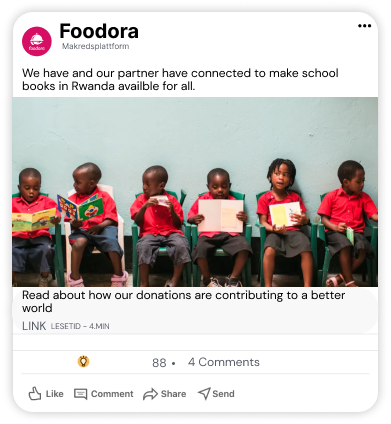 foodora
Foodora
Makredsplattform
We have and our partner have connected to make school
books in Rwanda availble for all.
Read about how our donations are contributing to a better
world
LINK LESETID - 4.MIN
88 • 4 Comments
Like Comment Share Send